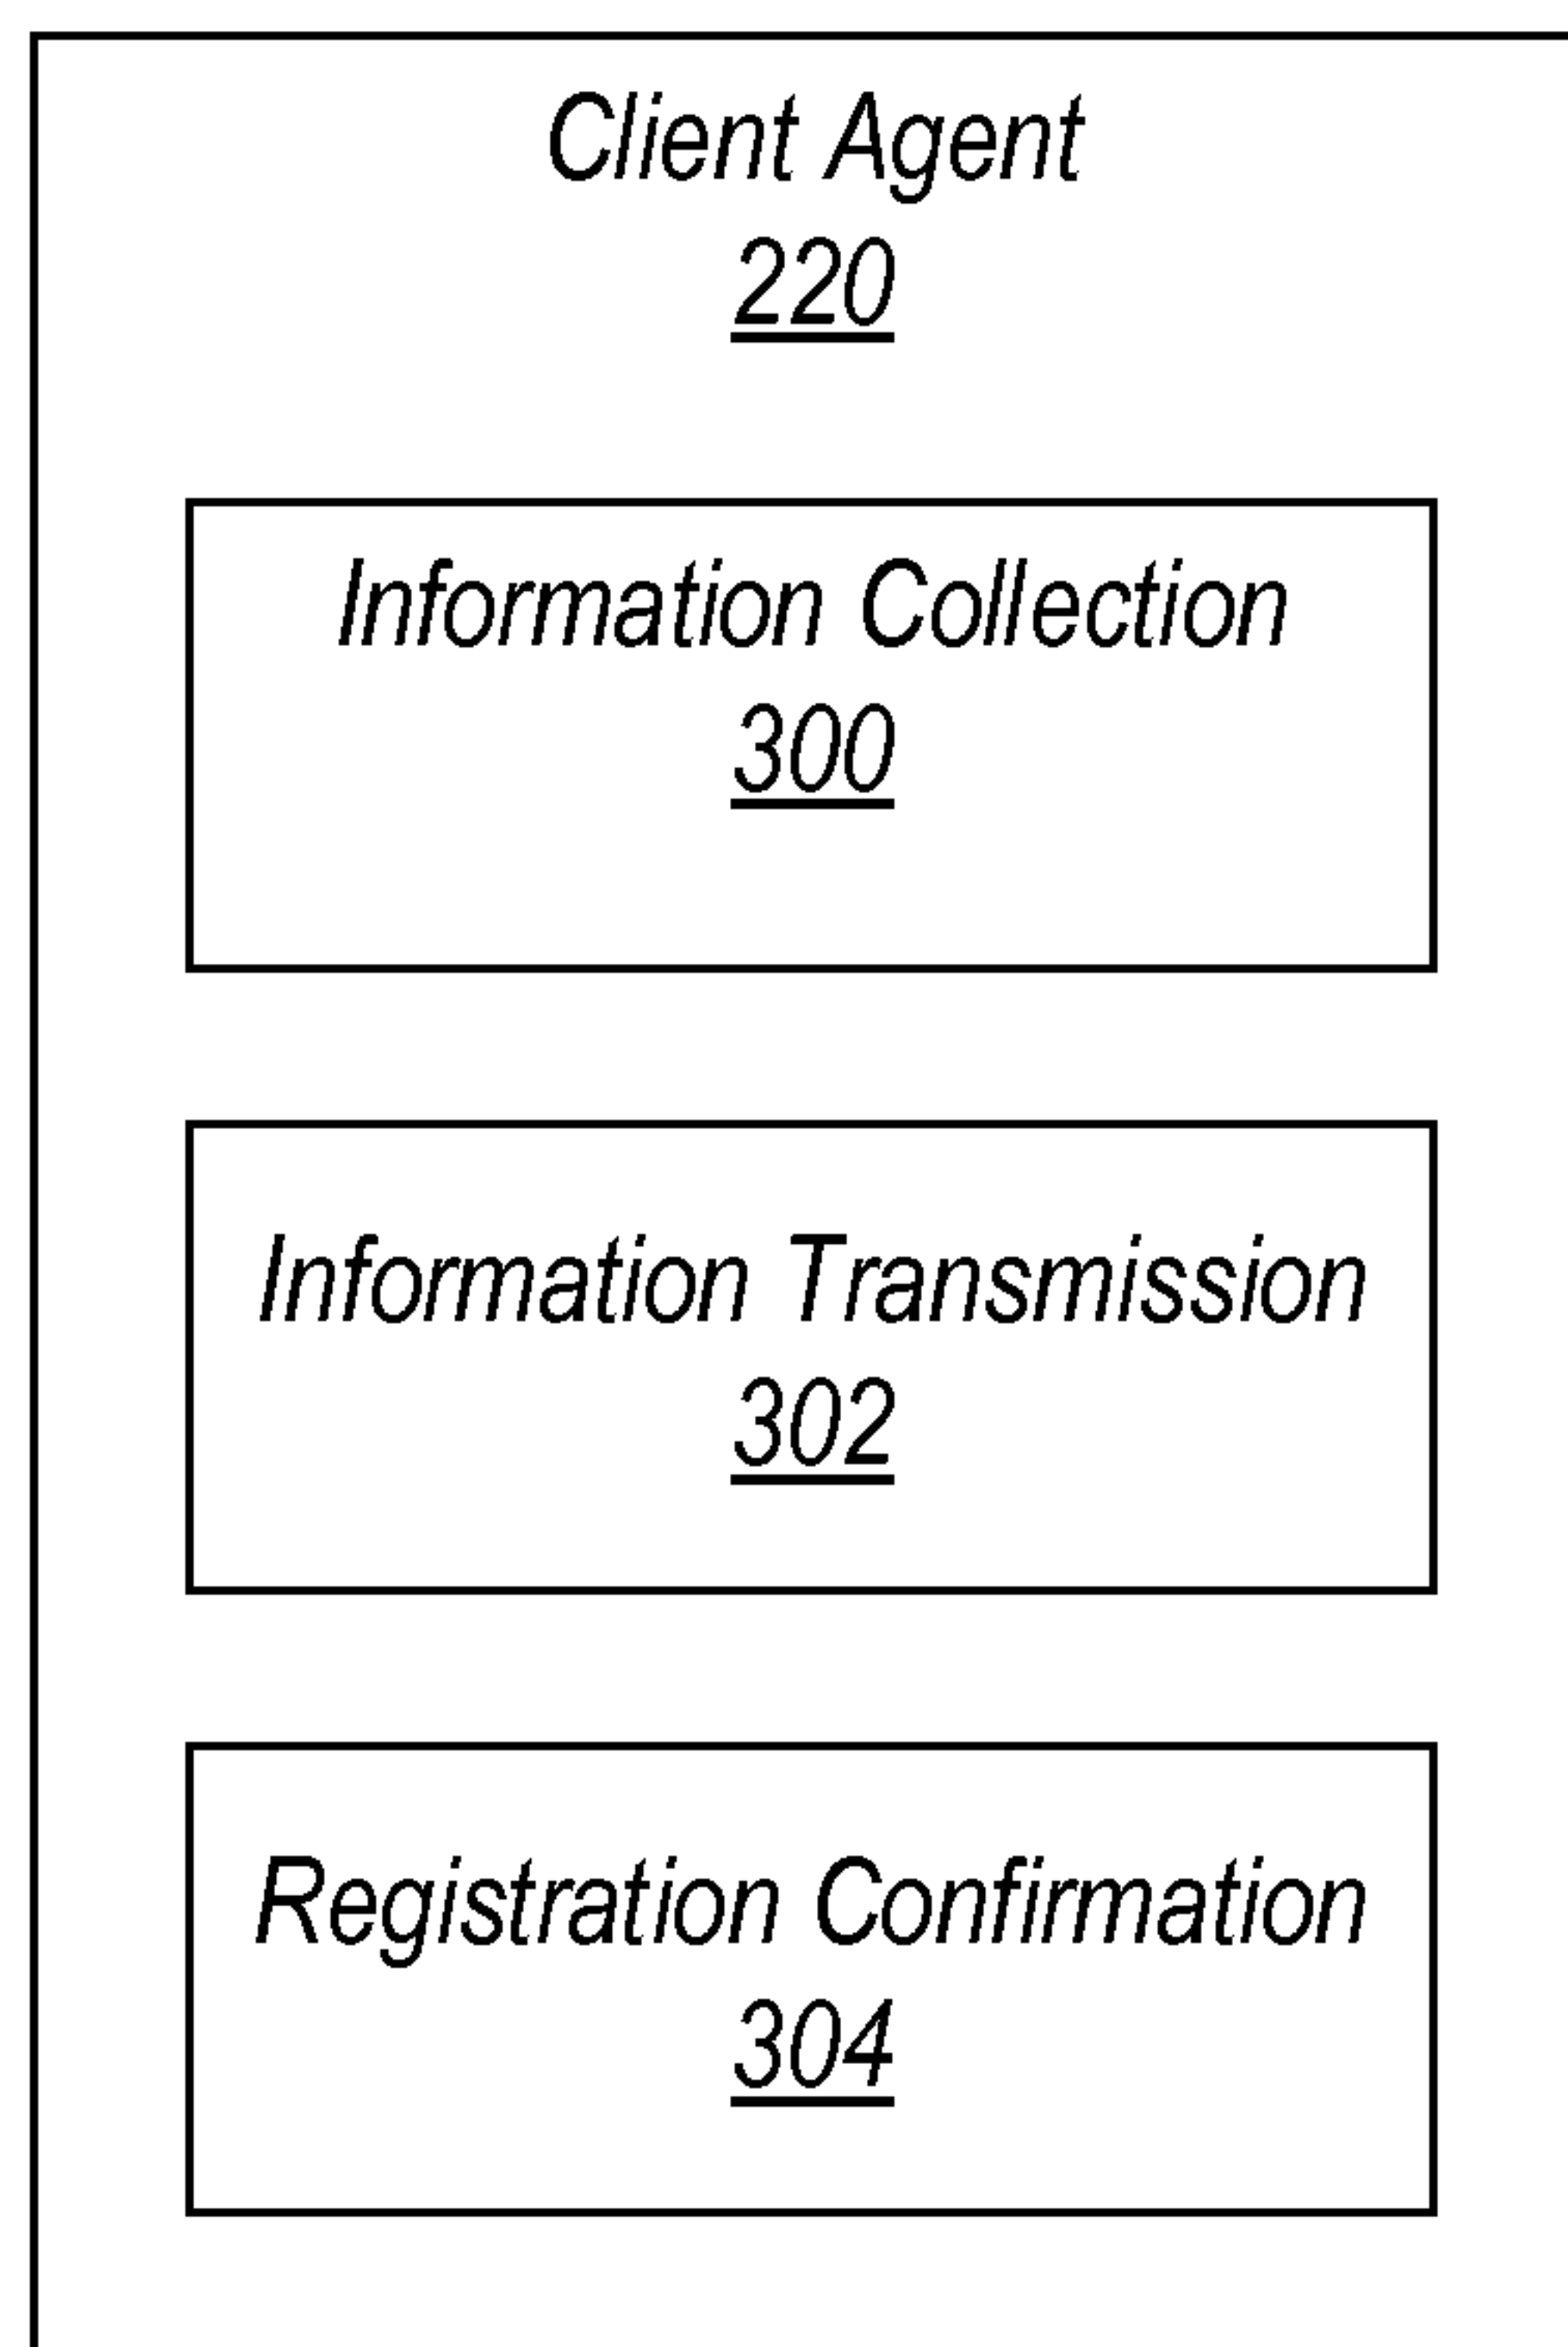 Client Agent
220
Information Collection
300
Information Transmission
302
Registration Confirmation
304